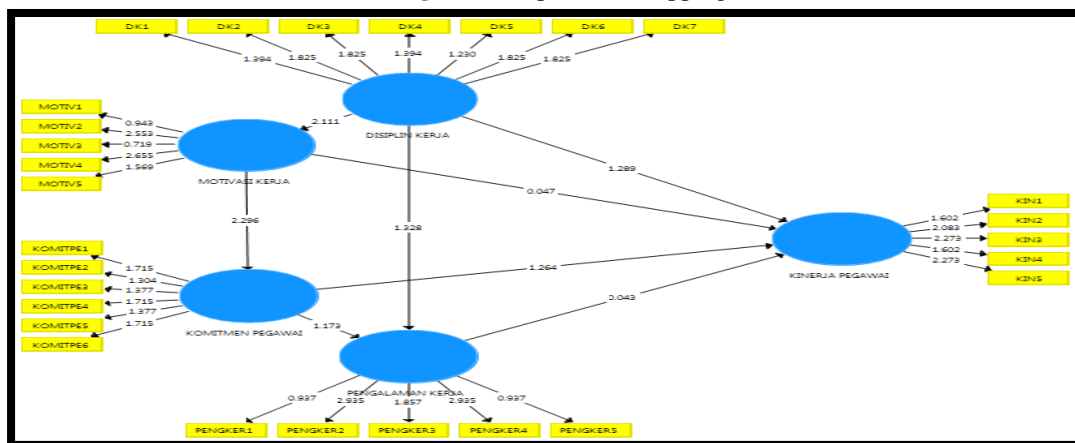 DK1 DK2 DK3 DK4 DK5 DK6 DK7
1.394 1.825 1.825 1.394 1.230 1.825 1.825
DISIPLIN KERJA
MOTIV1
MOTIV2
MOTIV3
MOTIV4
MOTIV5
0.943
2.553
0.719
2.655
1.569
MOTIVASI KERJA
2.111
1.289
0.047
2.296
1.328
KOMITPE1
KOMITPE2
KOMITPE3
KOMITPE4
KOMITPE5
KOMITPE6
1.715
1.304
1.377
1.715
1.377
1.715
KOMITMEN PEGAWAI
1.264
1.173
0.043
KIN1
KIN2
KIN3
KIN4
KIN5
1.602
2.083
2.273
1.602
2.273
KINERJA PEGAWAI
PENGALAMAN KERJA
0.937 2.935 1.857 2.935 0.937
PENGKER1 PENGKER2 PENGKER3 PENGKER4 PENGKER5